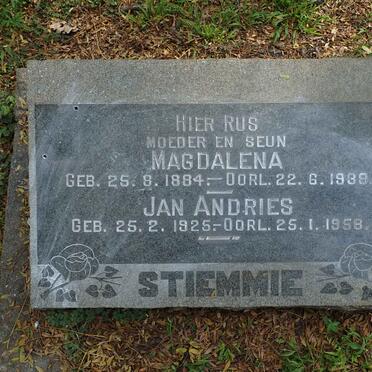 HIER RUS
MOEDER EN SEUN
MAGDALENA
GEB. 25. 8. 1884.—OORL. 22. 6. 1939.
JAN ANDRIES
GEB. 25. 2. 1925-OORL. 25. 1. 1958.
STIEMMIE